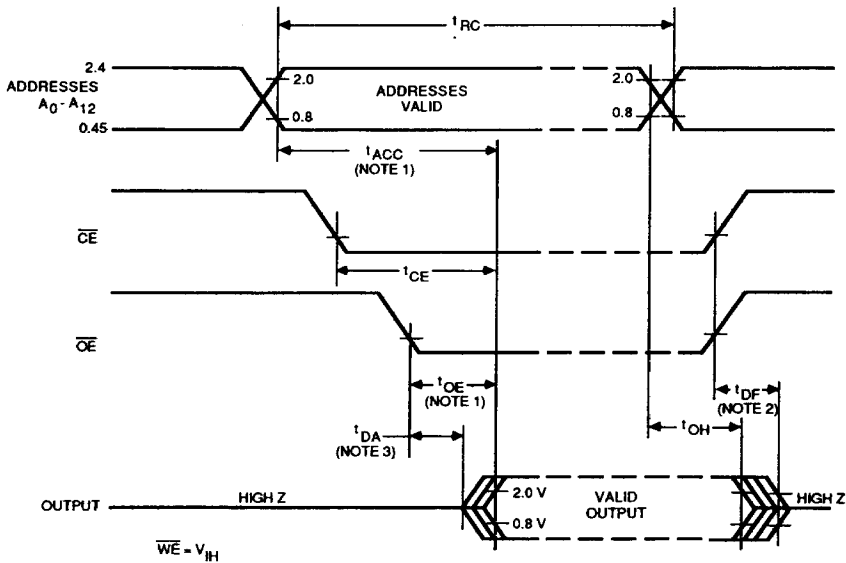 tRC
2.4
ADDRESSES
A0 - A12
0.45
2.0
0.8
ADDRESSES
VALID
2.0
0.8
tACC
(NOTE 1)
CE
tCE
OE
tOE
(NOTE 1)
tDF
(NOTE 2)
tDA
(NOTE 3)
tOH
OUTPUT
HIGH Z
2.0 V
0.8 V
VALID
OUTPUT
HIGH Z
WE = VIH